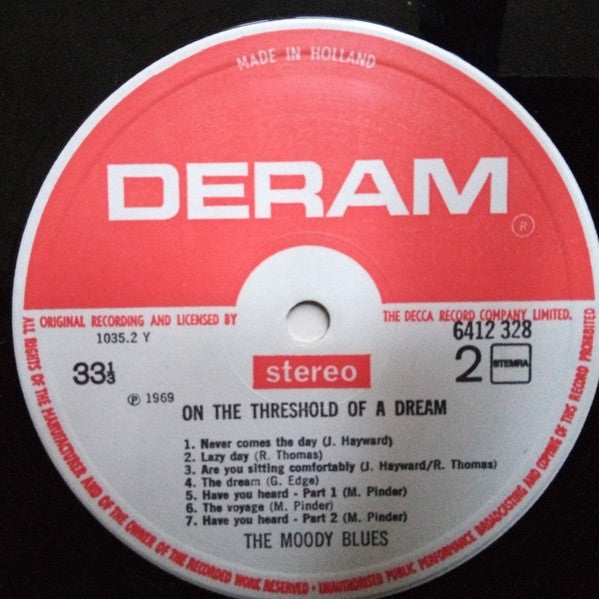 MADE IN HOLLAND
DERAM
®
ORIGINAL RECORDING AND LICENSED BY THE DECCA RECORD COMPANY LIMITED.
1035.2 Y
6412 328
33⅓
stereo
2 STEMRA
℗ 1969
ON THE THRESHOLD OF A DREAM
1. Never comes the day (J. Hayward)
2. Lazy day (R. Thomas)
3. Are you sitting comfortably (J. Hayward/R. Thomas)
4. The dream (G. Edge)
5. Have you heard - Part 1 (M. Pinder)
6. The voyage (M. Pinder)
7. Have you heard - Part 2 (M. Pinder)
THE MOODY BLUES
ALL RIGHTS OF THE MANUFACTURER AND OF THE OWNER OF THE RECORDED WORK RESERVED • UNAUTHORISED PUBLIC PERFORMANCE BROADCASTING AND COPYING OF THIS RECORD PROHIBITED